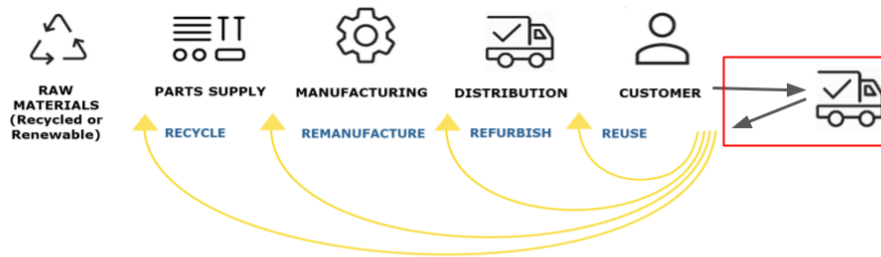 RAW
MATERIALS
(Recycled or
Renewable)
PARTS SUPPLY
MANUFACTURING
DISTRIBUTION
CUSTOMER
RECYCLE
REMANUFACTURE
REFURBISH
REUSE